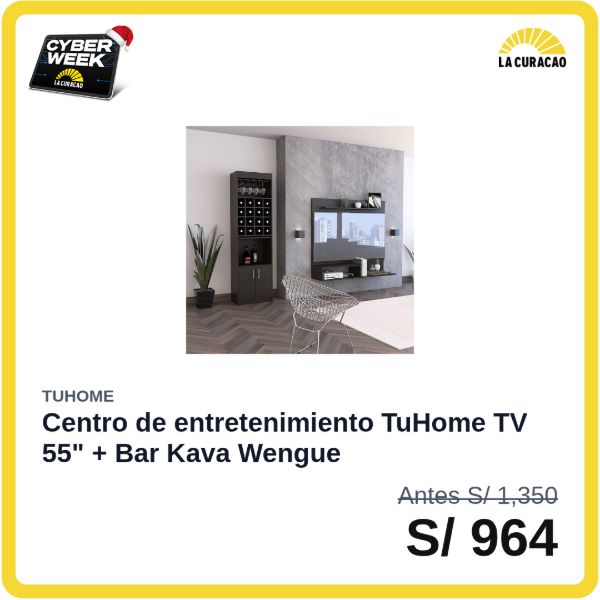 CYBER
WEEK
LA CURACAO
LA CURACAO
TUHOME
Centro de entretenimiento TuHome TV
55" + Bar Kava Wengue
Antes S/ 1,350
S/ 964